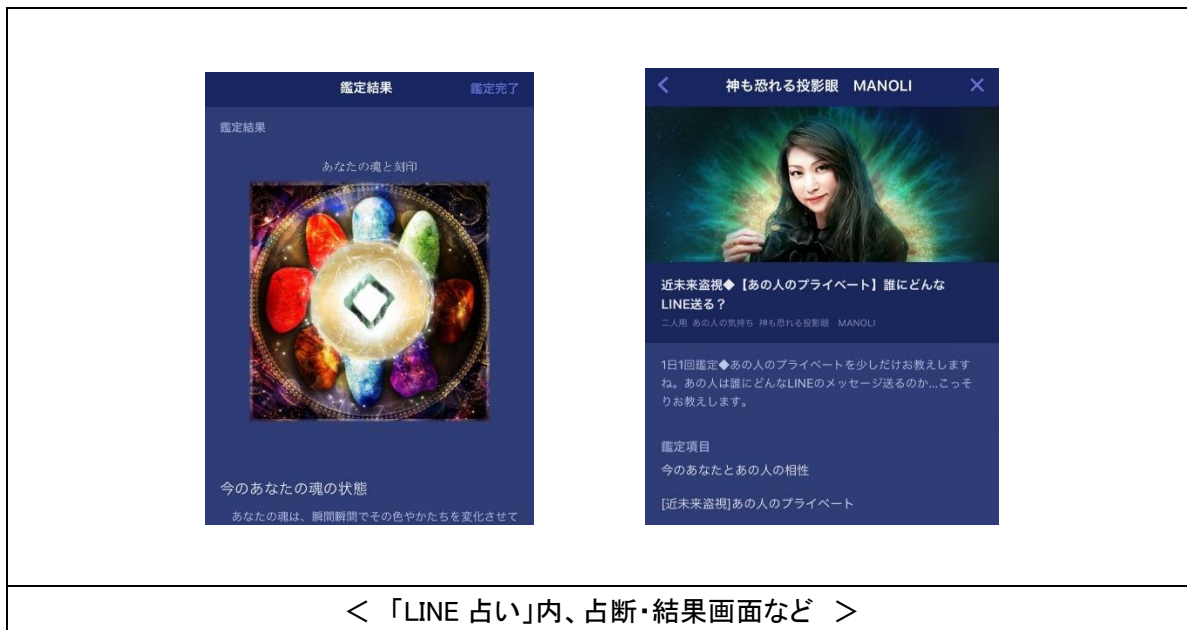 鑑定結果
鑑定完了
鑑定結果
あなたの魂と刻印
今のあなたの魂の状態
あなたの魂は、瞬間瞬間でその色やかたちを変化させて
神も恐れる投影眼　MANOLI
近未来盗視◆【あの人のプライベート】誰にどんな
LINE送る？
二人用 あの人の気持ち 神も恐れる投影眼　MANOLI
1日1回鑑定◆あの人のプライベートを少しだけお教えします
ね。あの人は誰にどんなLINEのメッセージ送るのか...こっそ
りお教えします。
鑑定項目
今のあなたとあの人の相性
[近未来盗視]あの人のプライベート
＜ 「LINE 占い」内、占断・結果画面など ＞